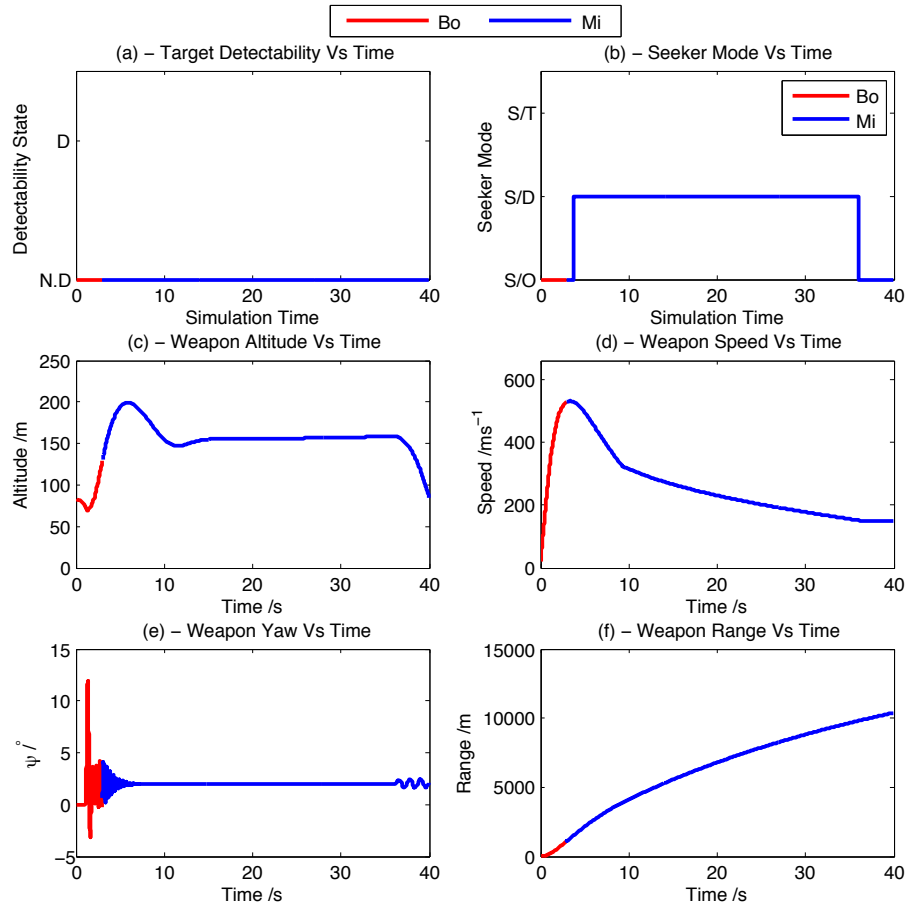 Bo Mi
(a) – Target Detectability Vs Time
Detectability State
D
N.D
0 10 20 30 40
Simulation Time
(b) – Seeker Mode Vs Time
Bo
Mi
Seeker Mode
S/T
S/D
S/O
0 10 20 30 40
Simulation Time
(c) – Weapon Altitude Vs Time
Altitude /m
250
200
150
100
50
0
0 10 20 30 40
Time /s
(d) – Weapon Speed Vs Time
Speed /ms⁻¹
600
400
200
0
0 10 20 30 40
Time /s
(e) – Weapon Yaw Vs Time
ψ /°
15
10
5
0
−5
0 10 20 30 40
Time /s
(f) – Weapon Range Vs Time
Range /m
15000
10000
5000
0
0 10 20 30 40
Time /s